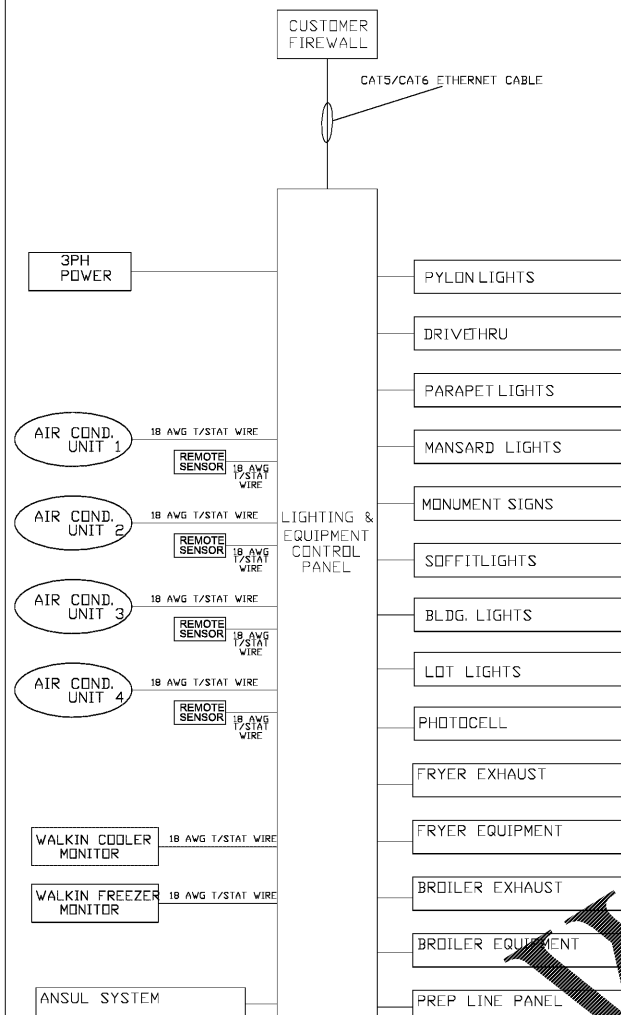 CUSTOMER
FIREWALL
CAT5/CAT6 ETHERNET CABLE
3PH
POWER
AIR COND.
UNIT 1
18 AWG T/STAT WIRE
REMOTE
SENSOR
18 AWG
T/STAT
WIRE
AIR COND.
UNIT 2
18 AWG T/STAT WIRE
REMOTE
SENSOR
18 AWG
T/STAT
WIRE
AIR COND.
UNIT 3
18 AWG T/STAT WIRE
REMOTE
SENSOR
18 AWG
T/STAT
WIRE
AIR COND.
UNIT 4
18 AWG T/STAT WIRE
REMOTE
SENSOR
18 AWG
T/STAT
WIRE
WALKIN COOLER
MONITOR
18 AWG T/STAT WIRE
WALKIN FREEZER
MONITOR
18 AWG T/STAT WIRE
ANSUL SYSTEM
LIGHTING &
EQUIPMENT
CONTROL
PANEL
PYLON LIGHTS
DRIVETHRU
PARAPET LIGHTS
MANSARD LIGHTS
MONUMENT SIGNS
SOFFITLIGHTS
BLDG. LIGHTS
LOT LIGHTS
PHOTOCELL
FRYER EXHAUST
FRYER EQUIPMENT
BROILER EXHAUST
BROILER EQUIPMENT
PREP LINE PANEL